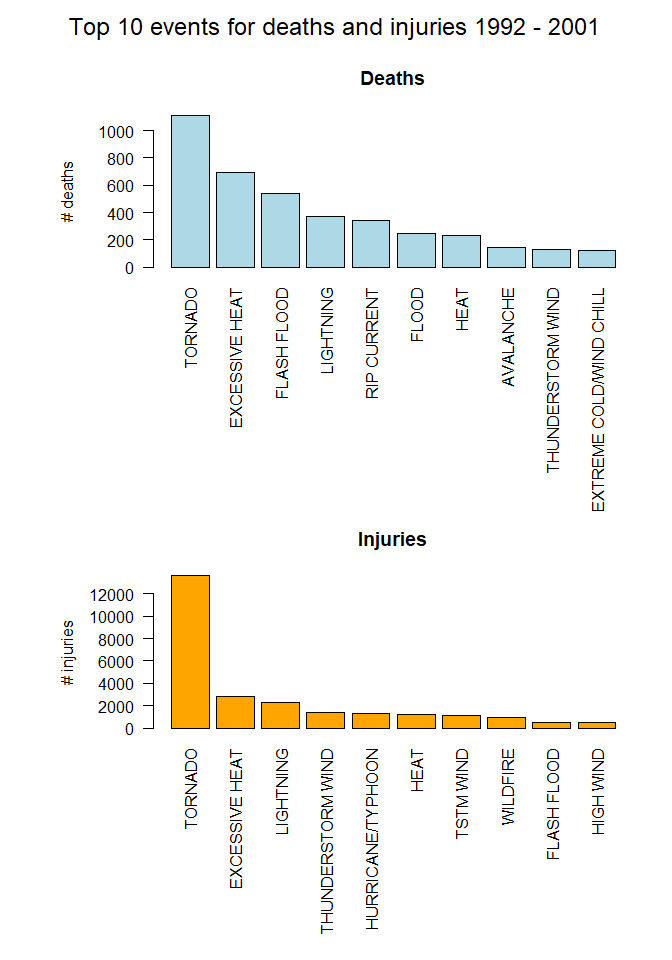 Top 10 events for deaths and injuries 1992 - 2001
Deaths
# deaths
1000
800
600
400
200
0
TORNADO
EXCESSIVE HEAT
FLASH FLOOD
LIGHTNING
RIP CURRENT
FLOOD
HEAT
AVALANCHE
THUNDERSTORM WIND
EXTREME COLD/WIND CHILL
Injuries
# injuries
12000
10000
8000
6000
4000
2000
0
TORNADO
EXCESSIVE HEAT
LIGHTNING
THUNDERSTORM WIND
HURRICANE/TYPHOON
HEAT
TSTM WIND
WILDFIRE
FLASH FLOOD
HIGH WIND